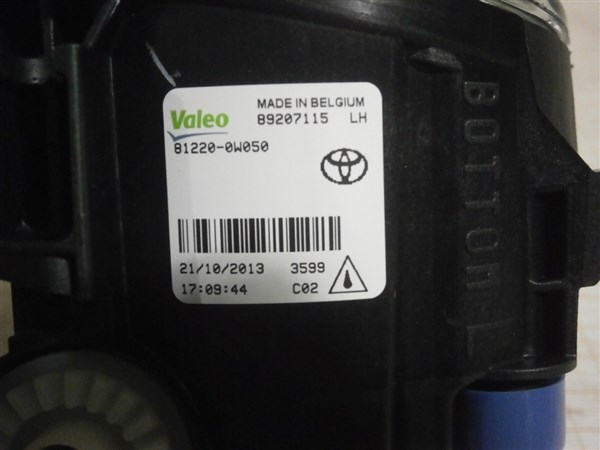 Valeo
MADE IN BELGIUM
89207115 LH
81220-0W050
21/10/2013 3599
17:09:44 C02
BOTTOM L